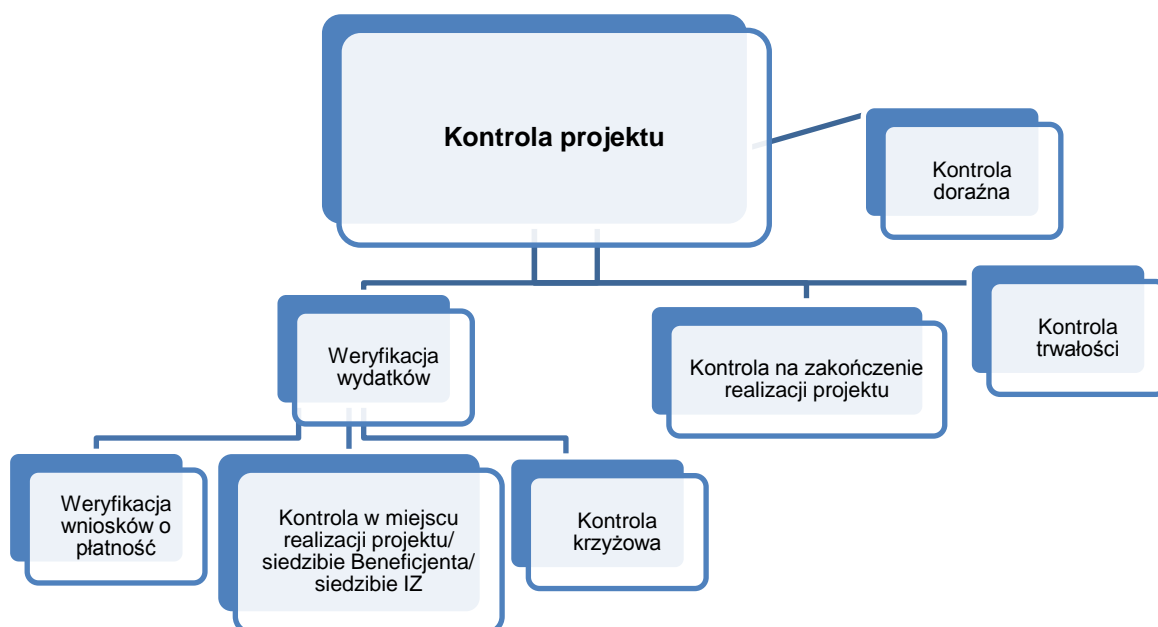 Kontrola projektu
Kontrola
doraźna
Weryfikacja
wydatków
Kontrola na zakończenie
realizacji projektu
Kontrola
trwałości
Weryfikacja
wniosków o
płatność
Kontrola w miejscu
realizacji projektu/
siedzibie Beneficjenta/
siedzibie IZ
Kontrola
krzyżowa